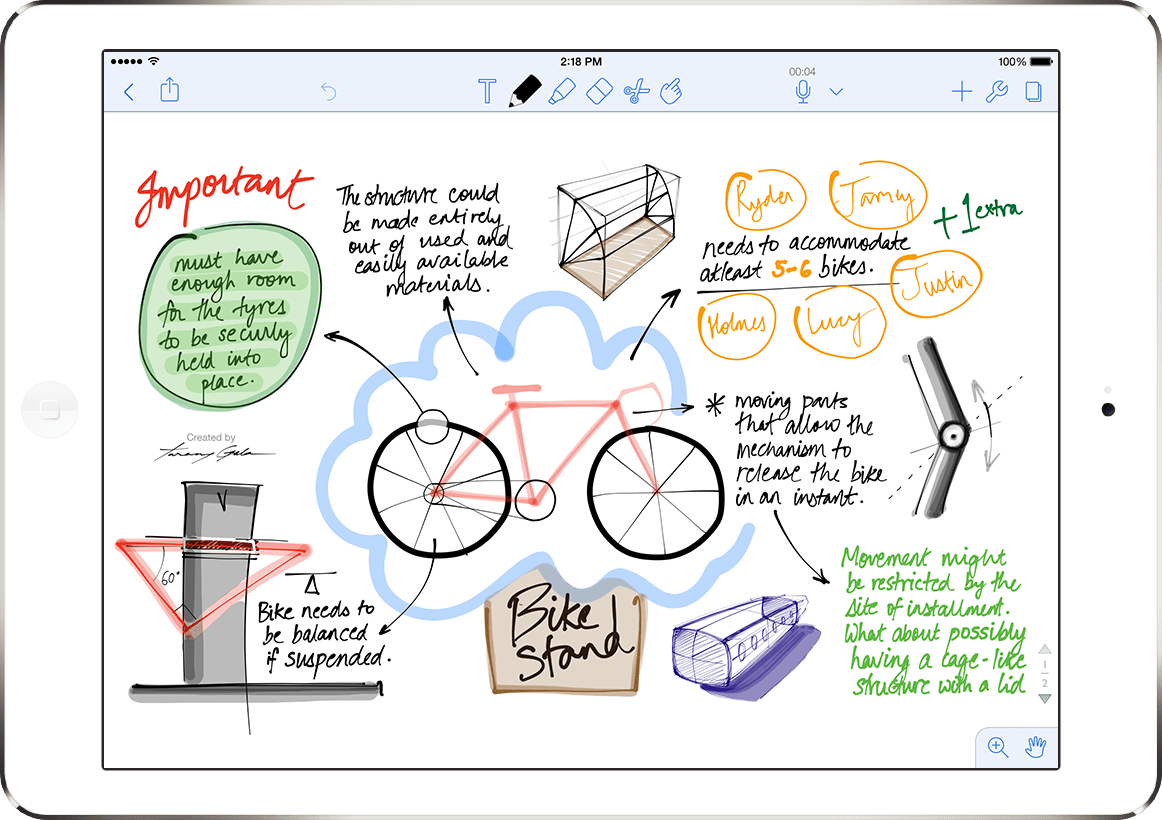 2:18 PM
100%
T
00:04
Important
must have
enough room
for the tyres
to be securly
held into
place.
The structure could
be made entirely
out of used and
easily available
materials.
Ryder
Jamey
+1 extra
needs to accommodate
atleast 5-6 bikes.
Justin
Holmes
Lucy
* moving parts
that allow the
mechanism to
release the bike
in an instant.
Created by
60°
Bike needs to
be balanced
if suspended.
Bike
Stand
Movement might
be restricted by the
site of installment.
What about possibly
having a cage-like
structure with a lid
1
2